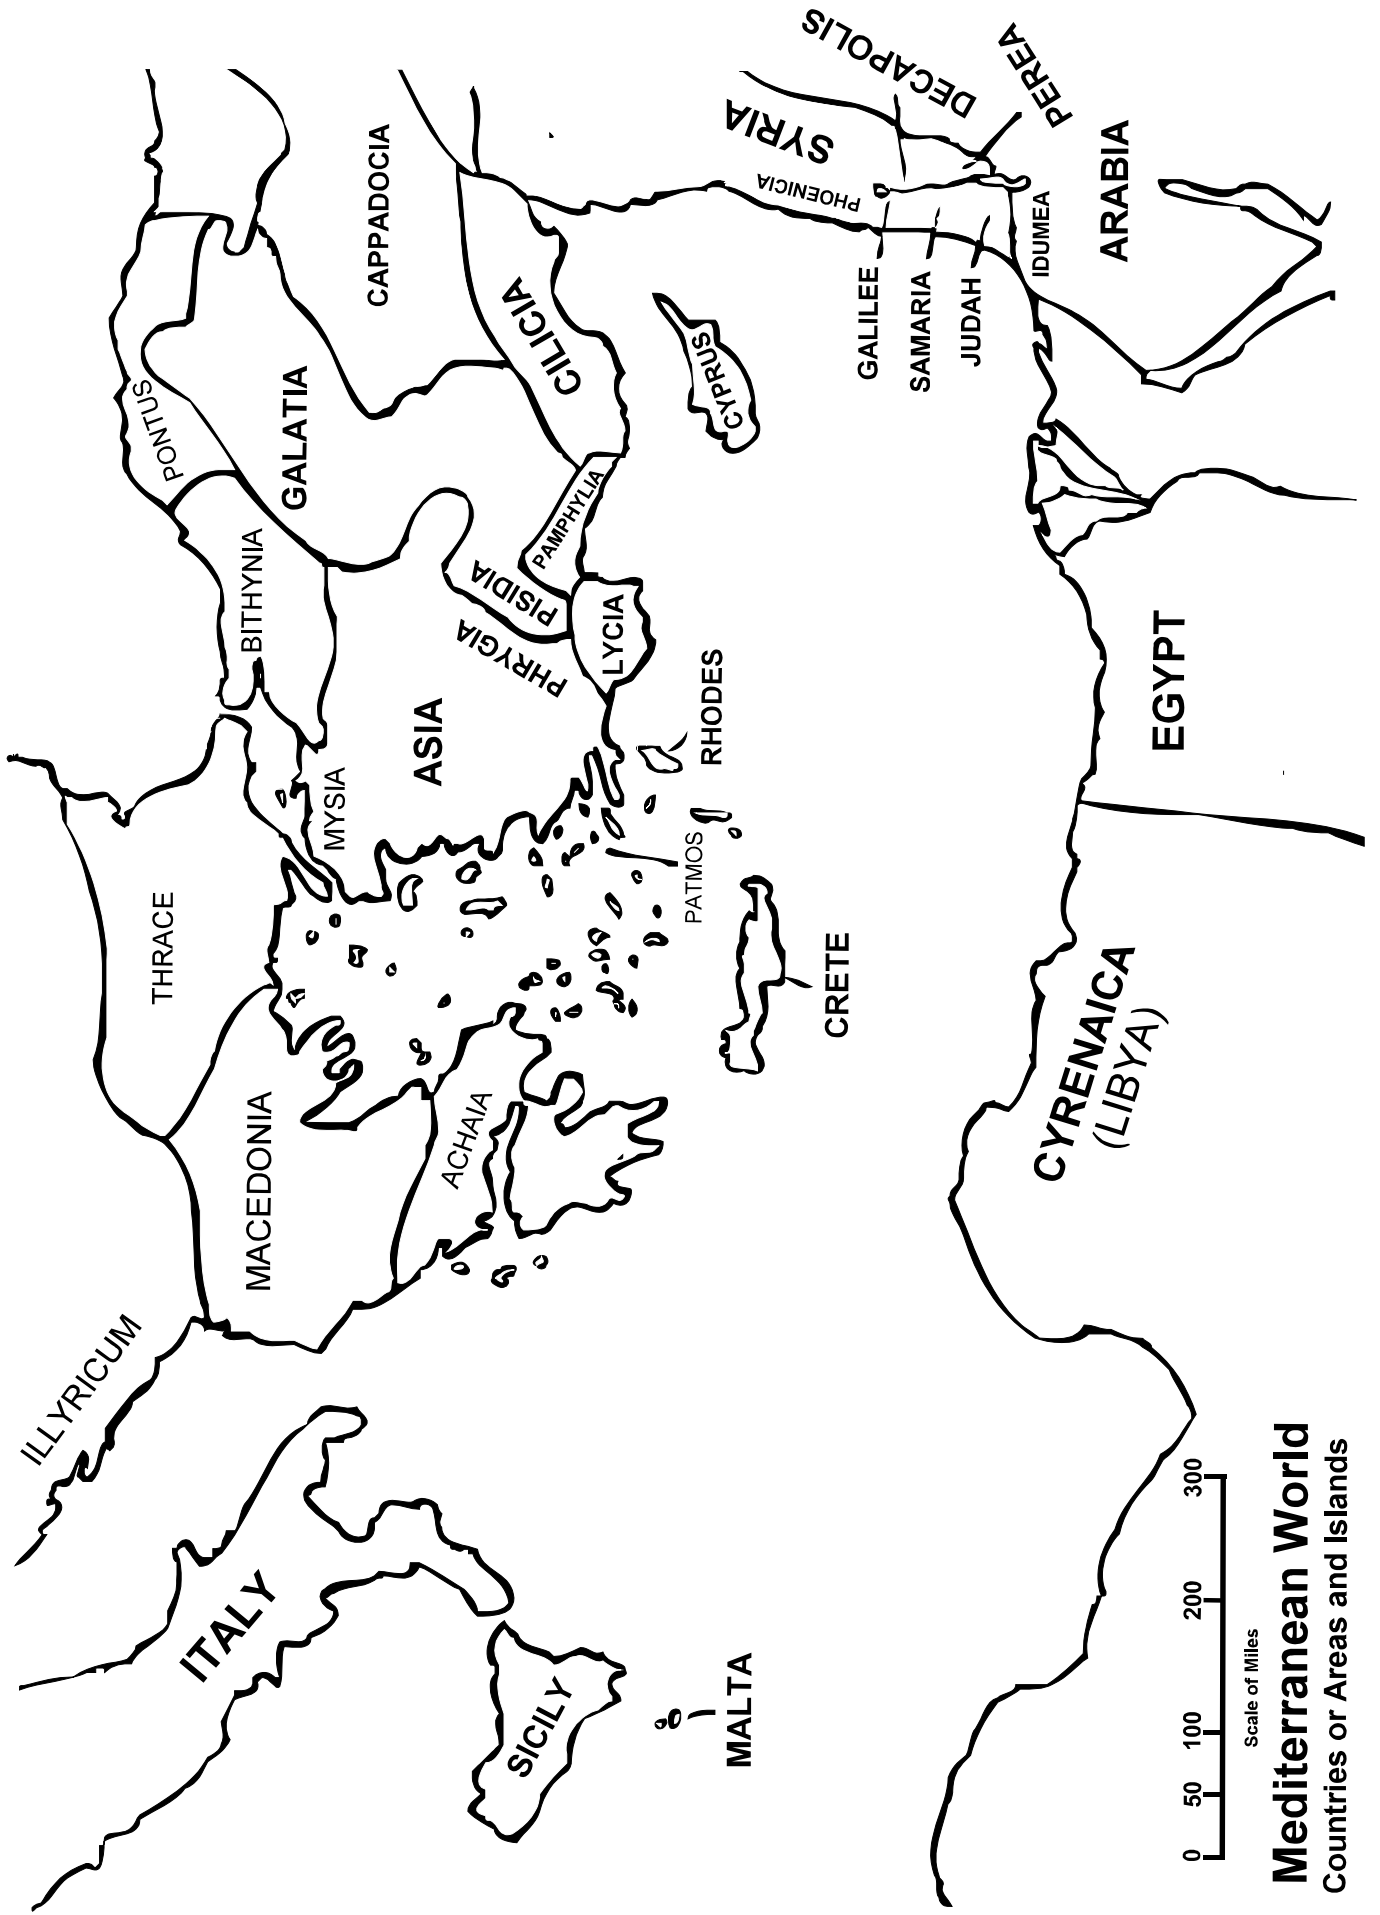 ILLYRICUM
THRACE
PONTUS
BITHYNIA
GALATIA
CAPPADOCIA
MACEDONIA
ITALY
MYSIA
ASIA
ACHAIA
PHRYGIA
PISIDIA
PAMPHYLIA
CILICIA
LYCIA
SICILY
MALTA
CRETE
PATMOS
RHODES
CYPRUS
SYRIA
PHOENICIA
DECAPOLIS
GALILEE
SAMARIA
JUDAH
PEREA
IDUMEA
ARABIA
EGYPT
CYRENAICA
(LIBYA)
0 50 100 200 300
Scale of Miles
Mediterranean World
Countries or Areas and Islands